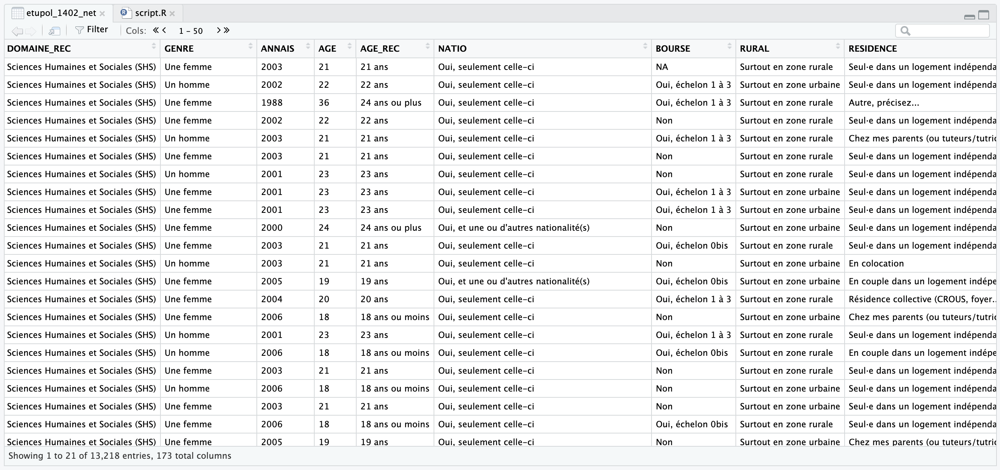 etupol_1402_net script.R
Filter Cols: 1 - 50
DOMAINE_REC GENRE ANNAIS AGE AGE_REC NATIO BOURSE RURAL RESIDENCE
Sciences Humaines et Sociales (SHS) Une femme 2003 21 21 ans Oui, seulement celle-ci NA Surtout en zone rurale Seul·e dans un logement indépenda
Sciences Humaines et Sociales (SHS) Un homme 2002 22 22 ans Oui, seulement celle-ci Oui, échelon 1 à 3 Surtout en zone urbaine Seul·e dans un logement indépenda
Sciences Humaines et Sociales (SHS) Une femme 1988 36 24 ans ou plus Oui, seulement celle-ci Oui, échelon 1 à 3 Surtout en zone rurale Autre, précisez...
Sciences Humaines et Sociales (SHS) Une femme 2002 22 22 ans Oui, seulement celle-ci Non Surtout en zone rurale Seul·e dans un logement indépenda
Sciences Humaines et Sociales (SHS) Un homme 2003 21 21 ans Oui, seulement celle-ci Oui, échelon 1 à 3 Surtout en zone rurale Chez mes parents (ou tuteurs/tutric
Sciences Humaines et Sociales (SHS) Une femme 2003 21 21 ans Oui, seulement celle-ci Non Surtout en zone rurale Seul·e dans un logement indépenda
Sciences Humaines et Sociales (SHS) Un homme 2001 23 23 ans Oui, seulement celle-ci Non Surtout en zone rurale Seul·e dans un logement indépenda
Sciences Humaines et Sociales (SHS) Une femme 2001 23 23 ans Oui, seulement celle-ci Oui, échelon 1 à 3 Surtout en zone urbaine Seul·e dans un logement indépenda
Sciences Humaines et Sociales (SHS) Une femme 2001 23 23 ans Oui, seulement celle-ci Oui, échelon 1 à 3 Surtout en zone urbaine Seul·e dans un logement indépenda
Sciences Humaines et Sociales (SHS) Une femme 2000 24 24 ans ou plus Oui, et une ou d'autres nationalité(s) Non Surtout en zone urbaine Seul·e dans un logement indépenda
Sciences Humaines et Sociales (SHS) Une femme 2003 21 21 ans Oui, seulement celle-ci Oui, échelon 0bis Surtout en zone rurale Seul·e dans un logement indépenda
Sciences Humaines et Sociales (SHS) Un homme 2003 21 21 ans Oui, seulement celle-ci Non Surtout en zone urbaine En colocation
Sciences Humaines et Sociales (SHS) Une femme 2005 19 19 ans Oui, et une ou d'autres nationalité(s) Oui, échelon 0bis Surtout en zone urbaine En couple dans un logement indépe
Sciences Humaines et Sociales (SHS) Une femme 2004 20 20 ans Oui, seulement celle-ci Oui, échelon 1 à 3 Surtout en zone rurale Résidence collective (CROUS, foyer..
Sciences Humaines et Sociales (SHS) Une femme 2006 18 18 ans ou moins Oui, seulement celle-ci Non Surtout en zone urbaine Chez mes parents (ou tuteurs/tutric
Sciences Humaines et Sociales (SHS) Un homme 2001 23 23 ans Oui, seulement celle-ci Oui, échelon 1 à 3 Surtout en zone rurale Seul·e dans un logement indépenda
Sciences Humaines et Sociales (SHS) Un homme 2006 18 18 ans ou moins Oui, seulement celle-ci Oui, échelon 0bis Surtout en zone rurale En couple dans un logement indépe
Sciences Humaines et Sociales (SHS) Une femme 2003 21 21 ans Oui, seulement celle-ci Non Surtout en zone rurale Seul·e dans un logement indépenda
Sciences Humaines et Sociales (SHS) Un homme 2006 18 18 ans ou moins Oui, seulement celle-ci Non Surtout en zone urbaine Seul·e dans un logement indépenda
Sciences Humaines et Sociales (SHS) Une femme 2003 21 21 ans Oui, seulement celle-ci Non Surtout en zone urbaine Seul·e dans un logement indépenda
Sciences Humaines et Sociales (SHS) Une femme 2006 18 18 ans ou moins Oui, seulement celle-ci Oui, échelon 0bis Surtout en zone rurale Seul·e dans un logement indépenda
Sciences Humaines et Sociales (SHS) Une femme 2005 19 19 ans Oui, seulement celle-ci Non Surtout en zone urbaine Chez mes parents (ou tuteurs/tutric
Showing 1 to 21 of 13,218 entries, 173 total columns